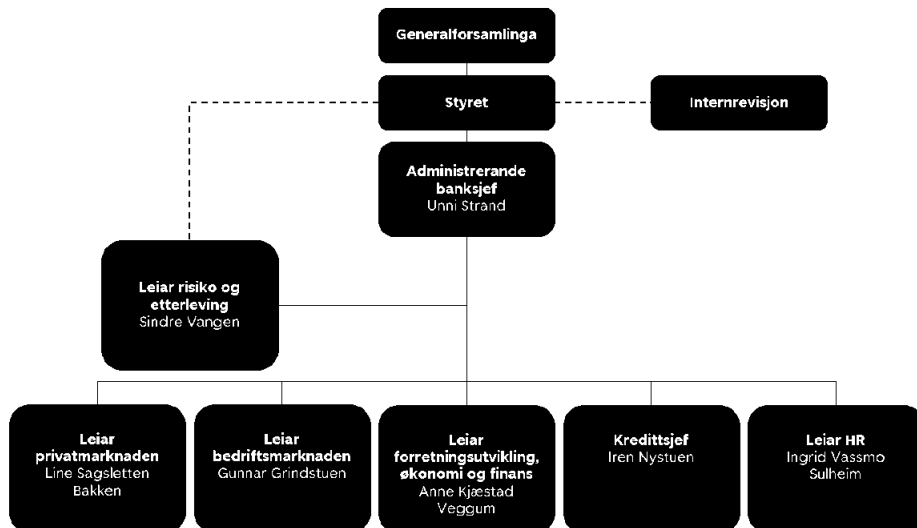 Generalforsamlinga
Styret
Internrevisjon
Administrerande
banksjef
Unni Strand
Leiar risiko og
etterleving
Sindre Vangen
Leiar
privatmarknaden
Line Sagsletten
Bakken
Leiar
bedriftsmarknaden
Gunnar Grindstuen
Leiar
forretningsutvikling,
økonomi og finans
Anne Kjæstad
Veggum
Kredittsjef
Iren Nystuen
Leiar HR
Ingrid Vassmo
Sulheim